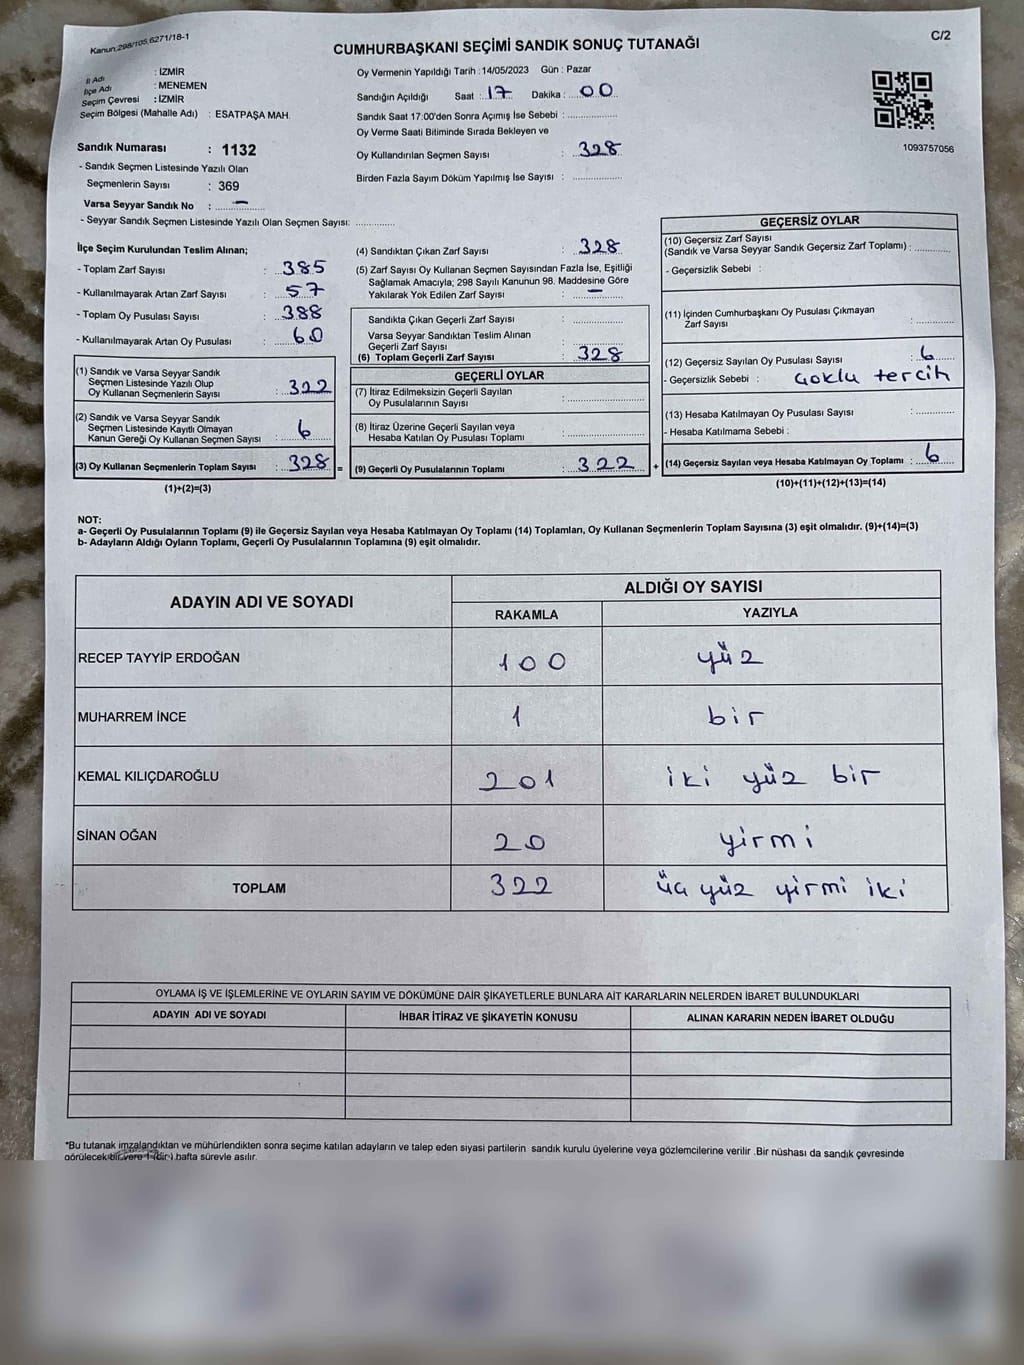 Kanun.298/105,6271/18-1
C/2
CUMHURBAŞKANI SEÇİMİ SANDIK SONUÇ TUTANAĞI
İl Adı : İZMİR
İlçe Adı : MENEMEN
Seçim Çevresi : İZMİR
Seçim Bölgesi (Mahalle Adı) : ESATPAŞA MAH.
Oy Vermenin Yapıldığı Tarih : 14/05/2023 Gün : Pazar
Sandığın Açıldığı Saat : 17 Dakika : 00
Sandık Saat 17:00'den Sonra Açımış İse Sebebi :
Oy Verme Saati Bitiminde Sırada Bekleyen ve
Oy Kullandırılan Seçmen Sayısı : 328
Birden Fazla Sayım Döküm Yapılmış İse Sayısı :
1093757056
Sandık Numarası : 1132
- Sandık Seçmen Listesinde Yazılı Olan
Seçmenlerin Sayısı : 369
Varsa Seyyar Sandık No : —
- Seyyar Sandık Seçmen Listesinde Yazılı Olan Seçmen Sayısı:
İlçe Seçim Kurulundan Teslim Alınan;
- Toplam Zarf Sayısı : 385
- Kullanılmayarak Artan Zarf Sayısı : 57
- Toplam Oy Pusulası Sayısı : 388
- Kullanılmayarak Artan Oy Pusulası : 60
(1) Sandık ve Varsa Seyyar Sandık
Seçmen Listesinde Yazılı Olup
Oy Kullanan Seçmenlerin Sayısı : 322
(2) Sandık ve Varsa Seyyar Sandık
Seçmen Listesinde Kayıtlı Olmayan
Kanun Gereği Oy Kullanan Seçmen Sayısı : 6
(3) Oy Kullanan Seçmenlerin Toplam Sayısı : 328 =
(1)+(2)=(3)
(4) Sandıktan Çıkan Zarf Sayısı : 328
(5) Zarf Sayısı Oy Kullanan Seçmen Sayısından Fazla İse, Eşitliği
Sağlamak Amacıyla; 298 Sayılı Kanunun 98. Maddesine Göre
Yakılarak Yok Edilen Zarf Sayısı : —
Sandıkta Çıkan Geçerli Zarf Sayısı :
Varsa Seyyar Sandıktan Teslim Alınan
Geçerli Zarf Sayısı
(6) Toplam Geçerli Zarf Sayısı : 328
GEÇERLİ OYLAR
(7) İtiraz Edilmeksizin Geçerli Sayılan
Oy Pusulalarının Sayısı :
(8) İtiraz Üzerine Geçerli Sayılan veya
Hesaba Katılan Oy Pusulası Toplamı :
(9) Geçerli Oy Pusulalarının Toplamı : 322 +
GEÇERSİZ OYLAR
(10) Geçersiz Zarf Sayısı
(Sandık ve Varsa Seyyar Sandık Geçersiz Zarf Toplamı) :
- Geçersizlik Sebebi :
(11) İçinden Cumhurbaşkanı Oy Pusulası Çıkmayan
Zarf Sayısı :
(12) Geçersiz Sayılan Oy Pusulası Sayısı : 6
- Geçersizlik Sebebi : Çoklu tercih
(13) Hesaba Katılmayan Oy Pusulası Sayısı :
- Hesaba Katılmama Sebebi :
(14) Geçersiz Sayılan veya Hesaba Katılmayan Oy Toplamı : 6
(10)+(11)+(12)+(13)=(14)
NOT:
a- Geçerli Oy Pusulalarının Toplamı (9) ile Geçersiz Sayılan veya Hesaba Katılmayan Oy Toplamı (14) Toplamları, Oy Kullanan Seçmenlerin Toplam Sayısına (3) eşit olmalıdır. (9)+(14)=(3)
b- Adayların Aldığı Oyların Toplamı, Geçerli Oy Pusulalarının Toplamına (9) eşit olmalıdır.
ADAYIN ADI VE SOYADI
ALDIĞI OY SAYISI
RAKAMLA YAZIYLA
RECEP TAYYİP ERDOĞAN 100 yüz
MUHARREM İNCE 1 bir
KEMAL KILIÇDAROĞLU 201 iki yüz bir
SİNAN OĞAN 20 yirmi
TOPLAM 322 üç yüz yirmi iki
OYLAMA İŞ VE İŞLEMLERİNE VE OYLARIN SAYIM VE DÖKÜMÜNE DAİR ŞİKAYETLERLE BUNLARA AİT KARARLARIN NELERDEN İBARET BULUNDUKLARI
ADAYIN ADI VE SOYADI İHBAR İTİRAZ VE ŞİKAYETİN KONUSU ALINAN KARARIN NEDEN İBARET OLDUĞU
*Bu tutanak imzalandıktan ve mühürlendikten sonra seçime katılan adayların ve talep eden siyasi partilerin sandık kurulu üyelerine veya gözlemcilerine verilir .Bir nüshası da sandık çevresinde
görülecek bir yere 1 (bir) hafta süreyle asılır.